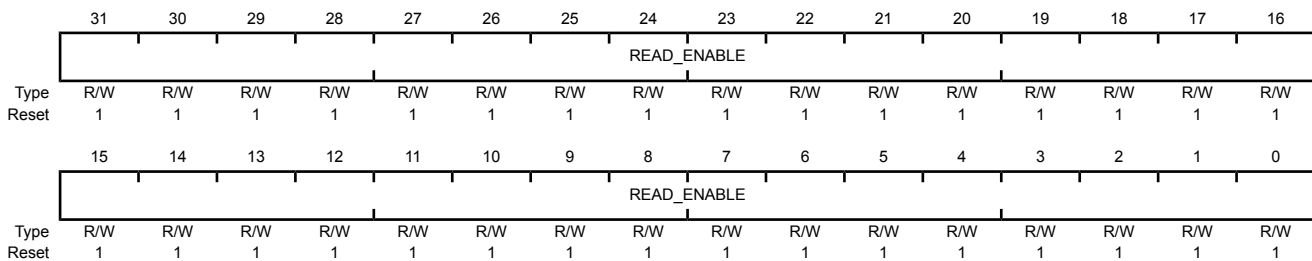 31 30 29 28 27 26 25 24 23 22 21 20 19 18 17 16
READ_ENABLE
Type R/W R/W R/W R/W R/W R/W R/W R/W R/W R/W R/W R/W R/W R/W R/W R/W
Reset 1 1 1 1 1 1 1 1 1 1 1 1 1 1 1 1
15 14 13 12 11 10 9 8 7 6 5 4 3 2 1 0
READ_ENABLE
Type R/W R/W R/W R/W R/W R/W R/W R/W R/W R/W R/W R/W R/W R/W R/W R/W
Reset 1 1 1 1 1 1 1 1 1 1 1 1 1 1 1 1